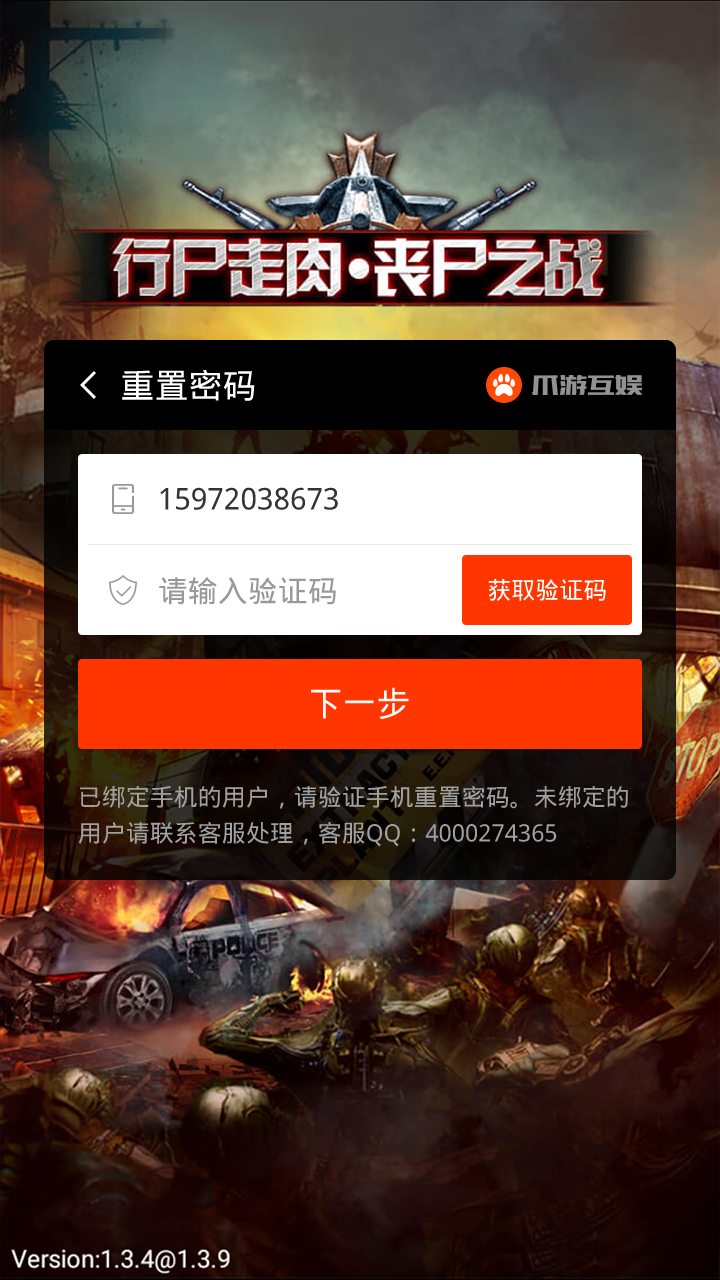 行尸走肉·丧尸之战
重置密码
爪游互娱
15972038673
请输入验证码
获取验证码
下一步
已绑定手机的用户，请验证手机重置密码。未绑定的
用户请联系客服处理，客服QQ：4000274365
STOP
POLICE
Version:1.3.4@1.3.9